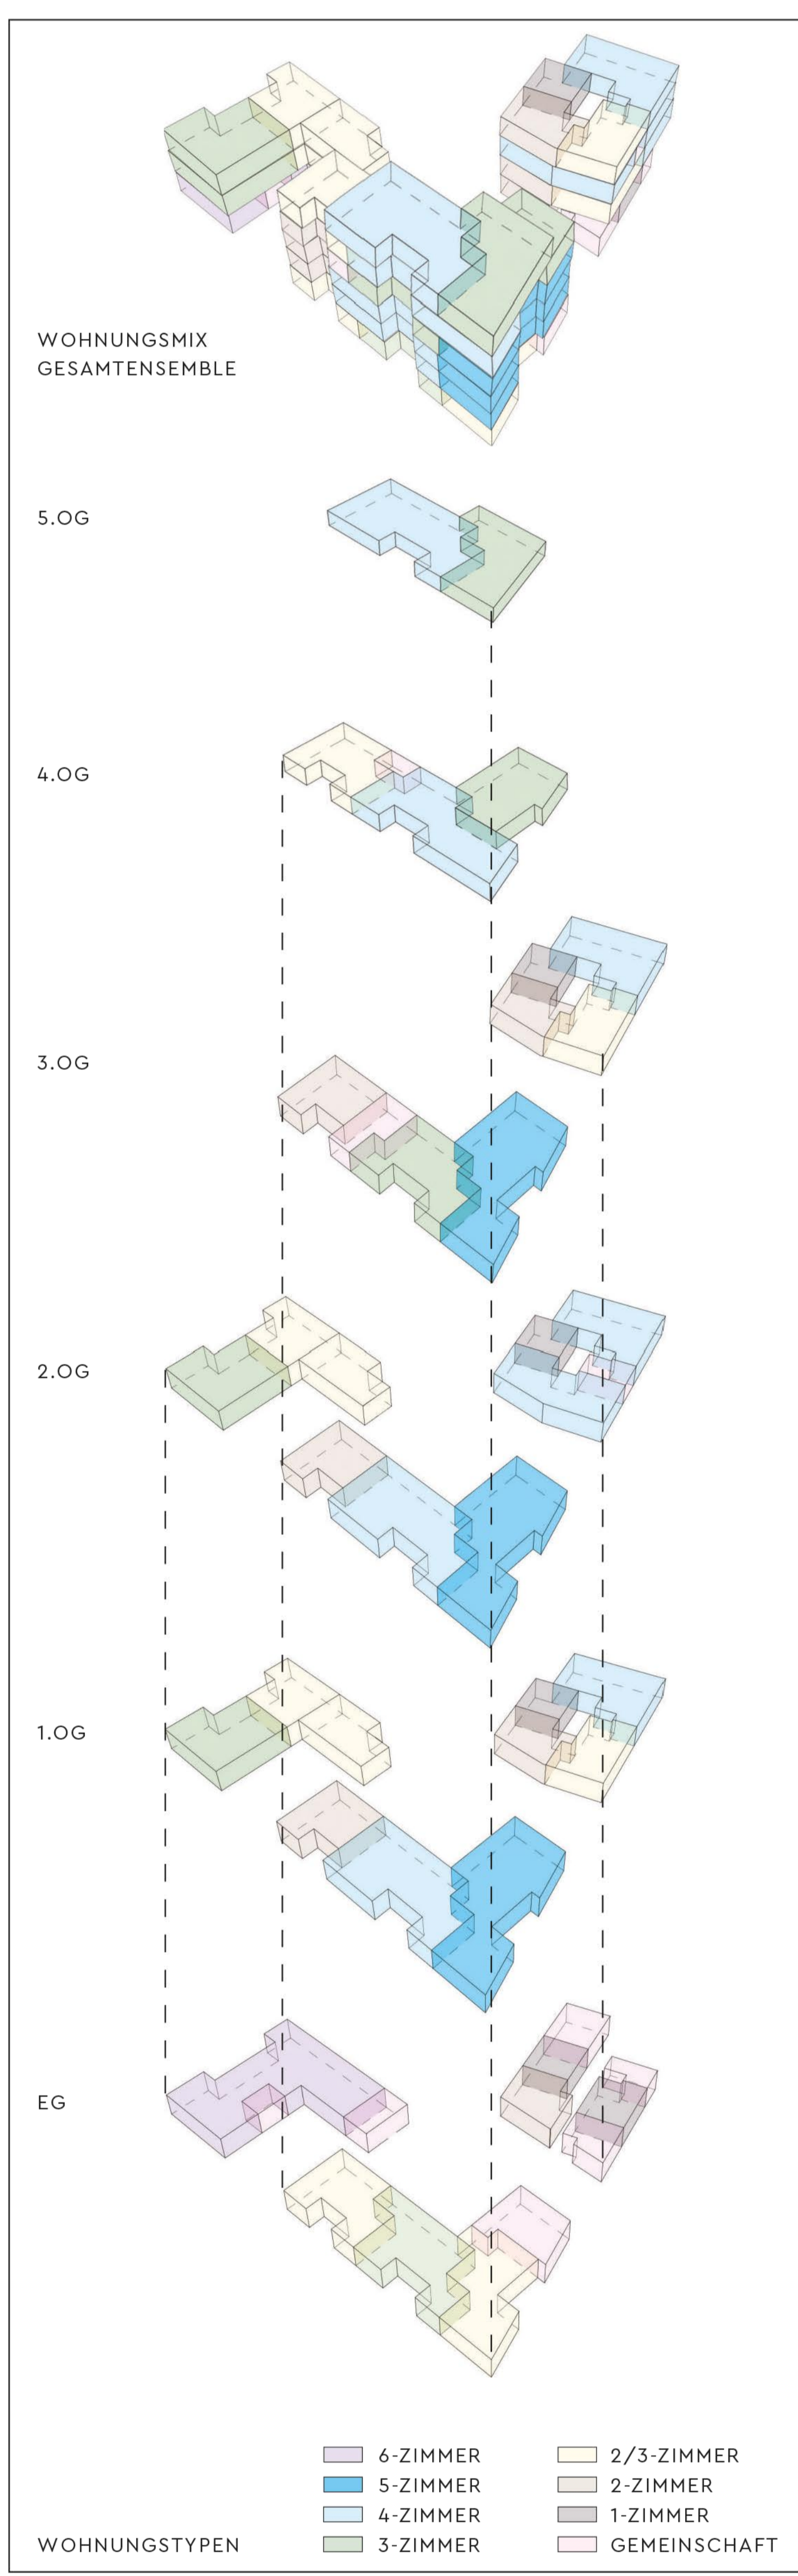 WOHNUNGSMIX
GESAMTENSEMBLE
5.OG
4.OG
3.OG
2.OG
1.OG
EG
6-ZIMMER
5-ZIMMER
4-ZIMMER
3-ZIMMER
2/3-ZIMMER
2-ZIMMER
1-ZIMMER
GEMEINSCHAFT
WOHNUNGSTYPEN